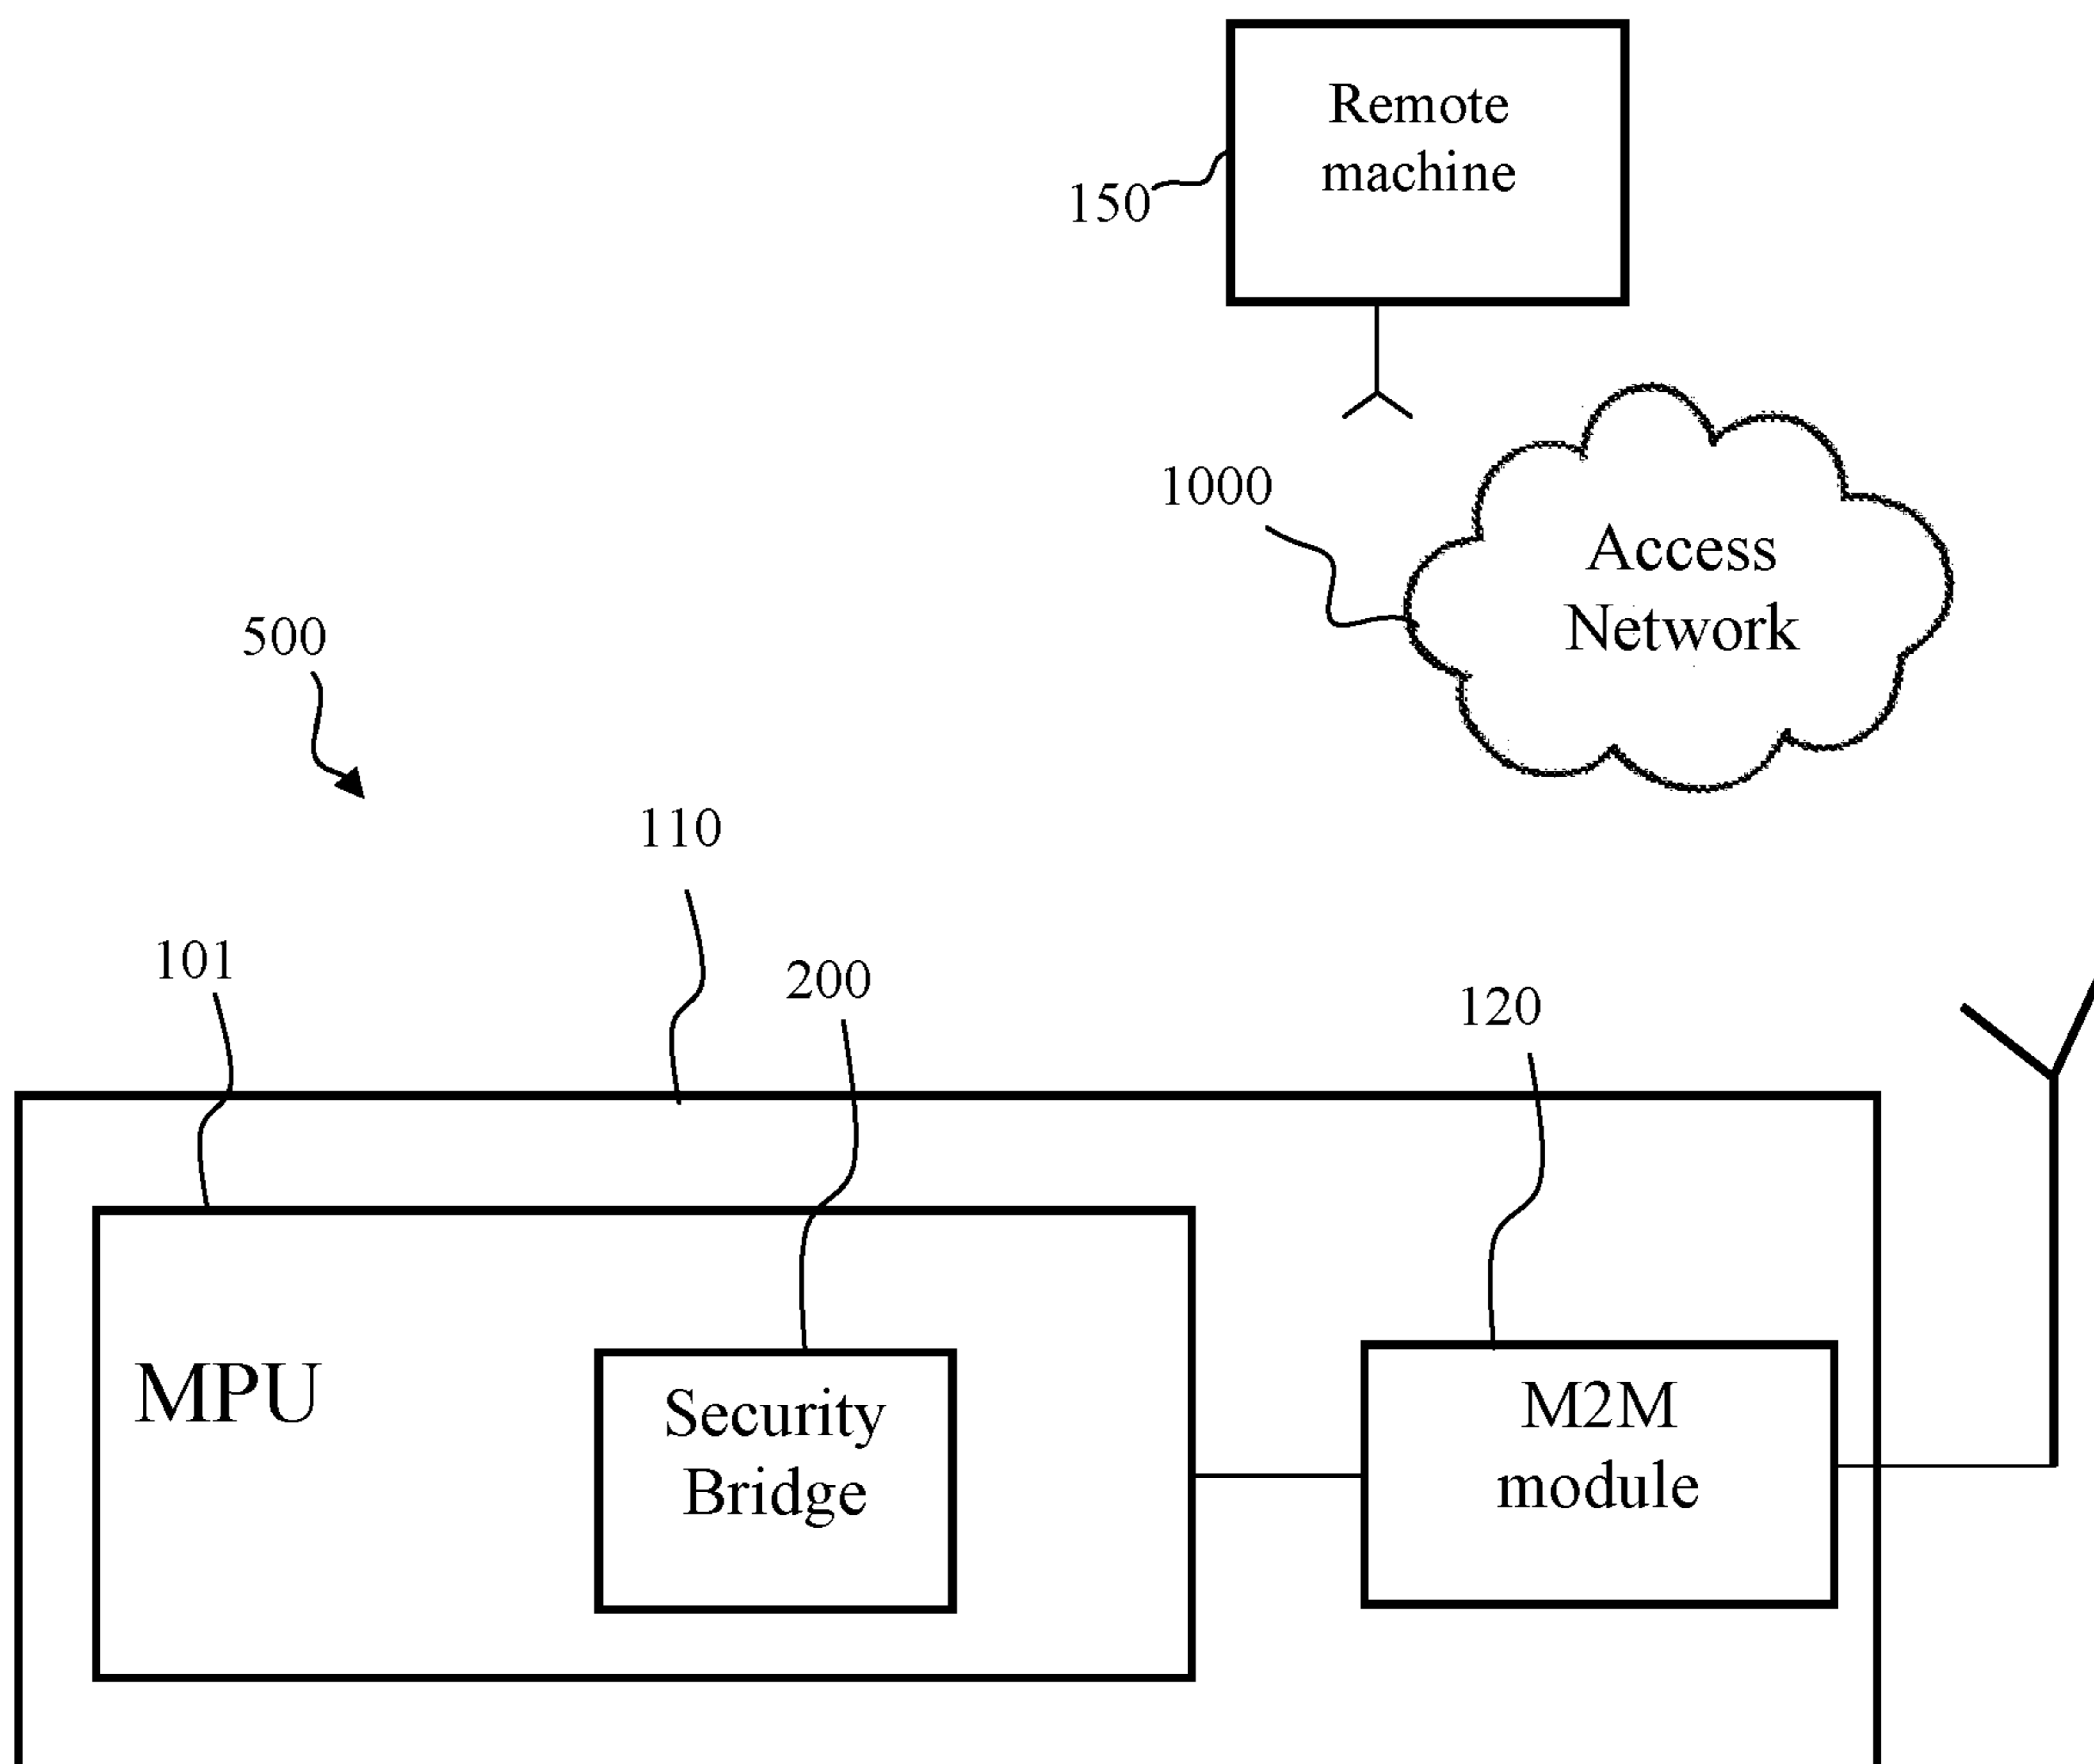 Remote
machine
150
1000
Access
Network
500
110
101
200
120
MPU
Security
Bridge
M2M
module